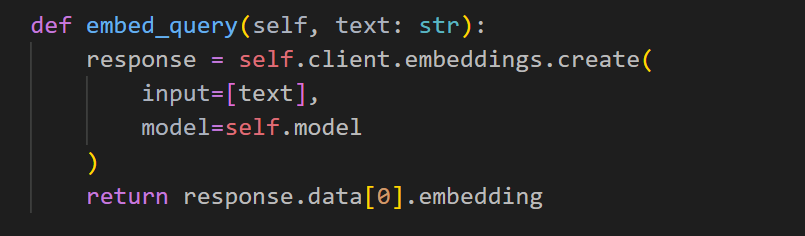 def embed_query(self, text: str):
    response = self.client.embeddings.create(
        input=[text],
        model=self.model
    )
    return response.data[0].embedding